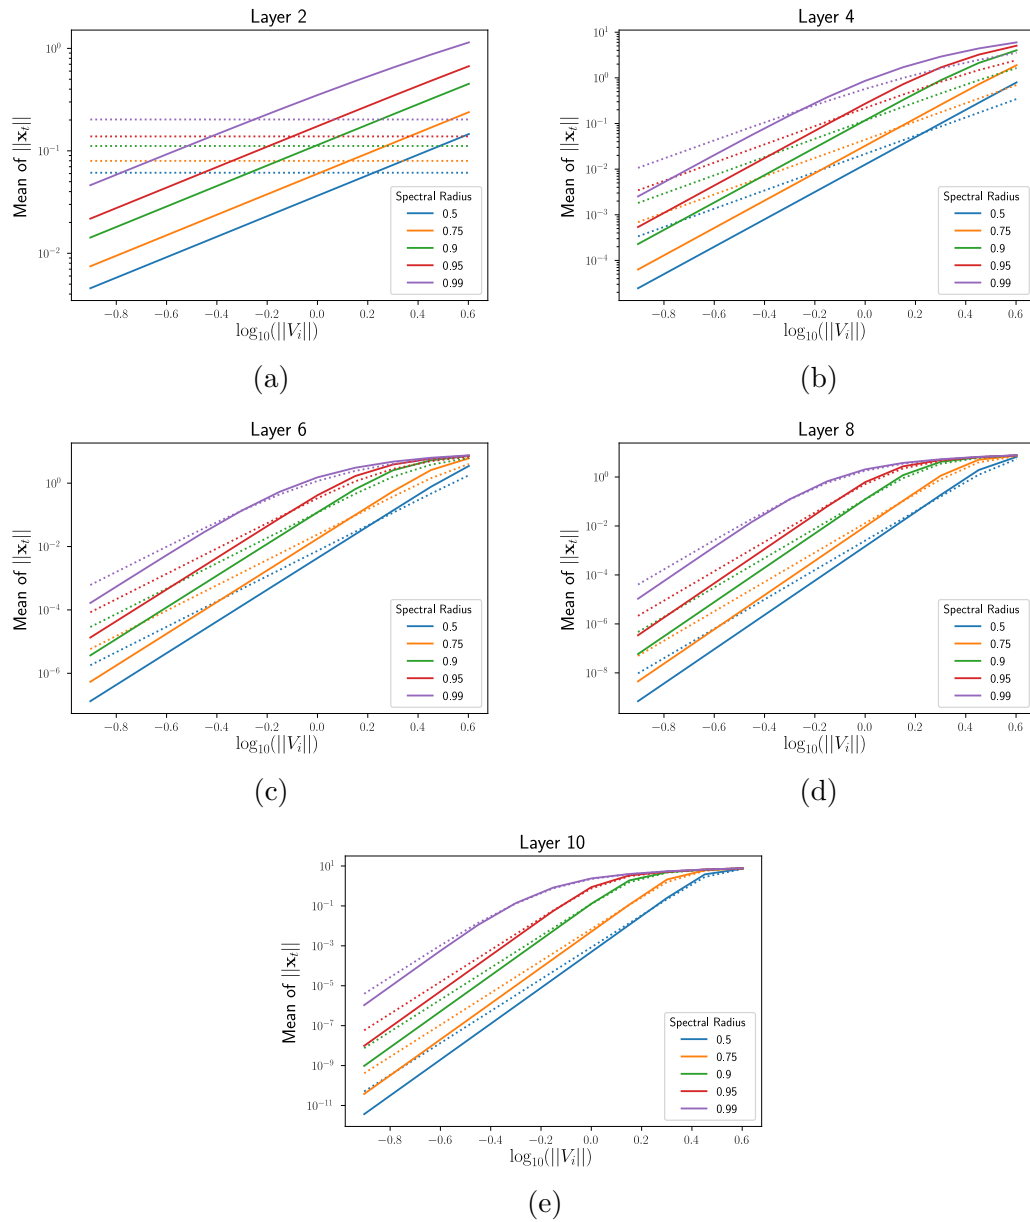 Layer 2
10^0
10^{-1}
10^{-2}
Mean of ||x_t||
Spectral Radius
0.5
0.75
0.9
0.95
0.99
−0.8 −0.6 −0.4 −0.2 0.0 0.2 0.4 0.6
log_{10}(||V_i||)
(a)
Layer 4
10^1
10^0
10^{-1}
10^{-2}
10^{-3}
10^{-4}
Mean of ||x_t||
Spectral Radius
0.5
0.75
0.9
0.95
0.99
−0.8 −0.6 −0.4 −0.2 0.0 0.2 0.4 0.6
log_{10}(||V_i||)
(b)
Layer 6
10^0
10^{-2}
10^{-4}
10^{-6}
Mean of ||x_t||
Spectral Radius
0.5
0.75
0.9
0.95
0.99
−0.8 −0.6 −0.4 −0.2 0.0 0.2 0.4 0.6
log_{10}(||V_i||)
(c)
Layer 8
10^0
10^{-2}
10^{-4}
10^{-6}
10^{-8}
Mean of ||x_t||
Spectral Radius
0.5
0.75
0.9
0.95
0.99
−0.8 −0.6 −0.4 −0.2 0.0 0.2 0.4 0.6
log_{10}(||V_i||)
(d)
Layer 10
10^1
10^{-1}
10^{-3}
10^{-5}
10^{-7}
10^{-9}
10^{-11}
Mean of ||x_t||
Spectral Radius
0.5
0.75
0.9
0.95
0.99
−0.8 −0.6 −0.4 −0.2 0.0 0.2 0.4 0.6
log_{10}(||V_i||)
(e)